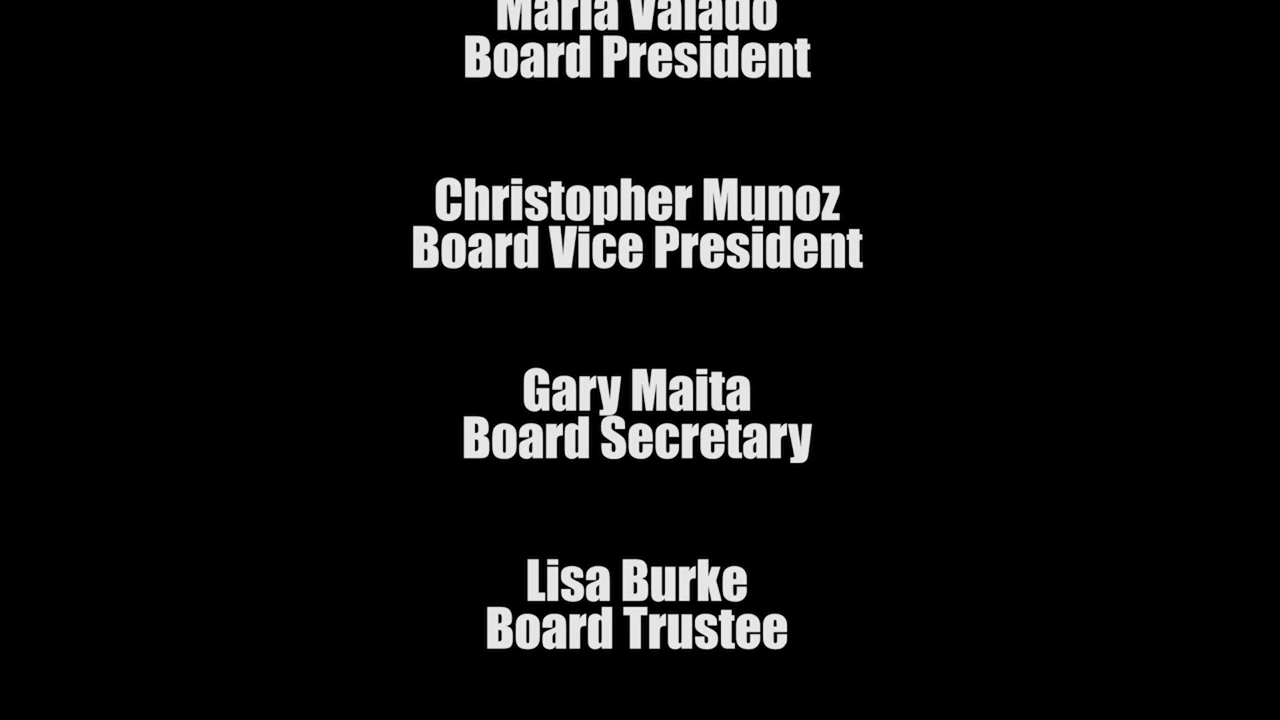 Maria Valado
Board President
Christopher Munoz
Board Vice President
Gary Maita
Board Secretary
Lisa Burke
Board Trustee